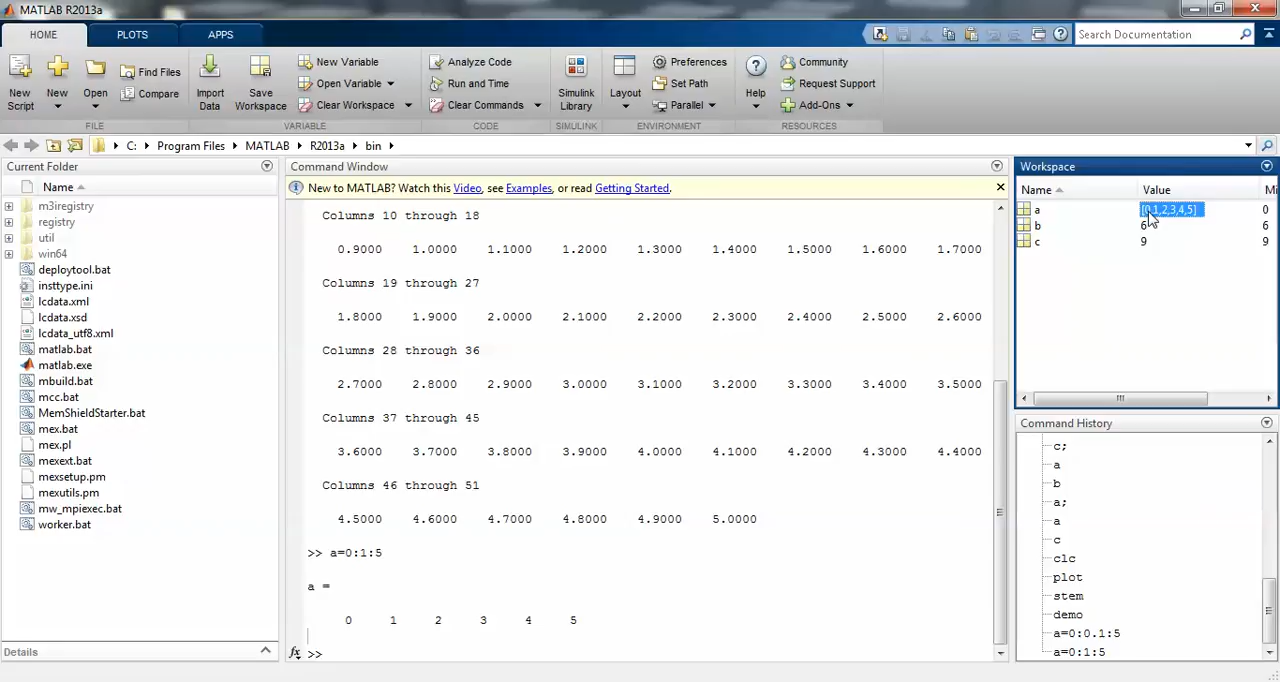 MATLAB R2013a
HOME PLOTS APPS Search Documentation
New Script New Open Find Files Compare Import Data Save Workspace New Variable Open Variable Clear Workspace Analyze Code Run and Time Clear Commands Simulink Library Layout Preferences Set Path Parallel Help Community Request Support Add-Ons
FILE VARIABLE CODE SIMULINK ENVIRONMENT RESOURCES
C: Program Files MATLAB R2013a bin
Current Folder
Name
m3iregistry
registry
util
win64
deploytool.bat
insttype.ini
lcdata.xml
lcdata.xsd
lcdata_utf8.xml
matlab.bat
matlab.exe
mbuild.bat
mcc.bat
MemShieldStarter.bat
mex.bat
mex.pl
mexext.bat
mexsetup.pm
mexutils.pm
mw_mpiexec.bat
worker.bat
Details
Command Window
New to MATLAB? Watch this Video, see Examples, or read Getting Started.
Columns 10 through 18
0.9000 1.0000 1.1000 1.2000 1.3000 1.4000 1.5000 1.6000 1.7000
Columns 19 through 27
1.8000 1.9000 2.0000 2.1000 2.2000 2.3000 2.4000 2.5000 2.6000
Columns 28 through 36
2.7000 2.8000 2.9000 3.0000 3.1000 3.2000 3.3000 3.4000 3.5000
Columns 37 through 45
3.6000 3.7000 3.8000 3.9000 4.0000 4.1000 4.2000 4.3000 4.4000
Columns 46 through 51
4.5000 4.6000 4.7000 4.8000 4.9000 5.0000
>> a=0:1:5
a =
0 1 2 3 4 5
fx >>
Workspace
Name Value Mi
a [0,1,2,3,4,5] 0
b 6 6
c 9 9
Command History
c;
a
b
a;
a
c
clc
plot
stem
demo
a=0:0.1:5
a=0:1:5